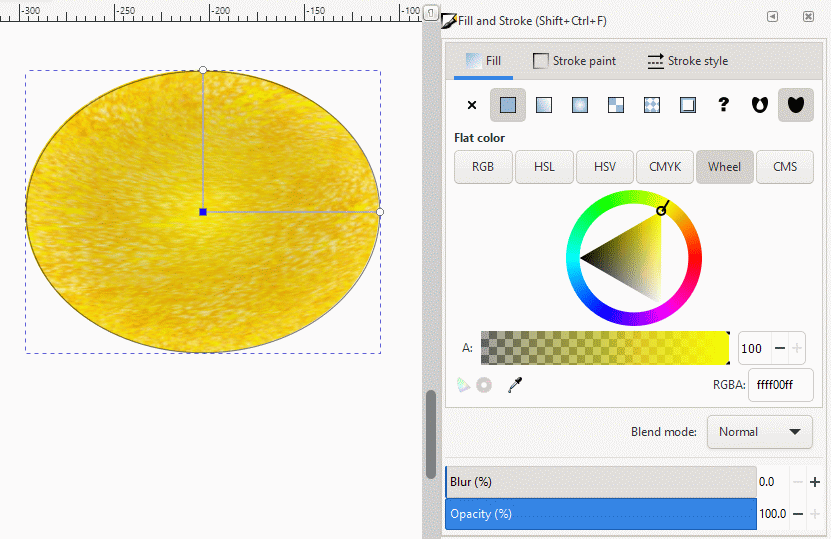 -300 -250 -200 -150 -100
Fill and Stroke (Shift+Ctrl+F)
Fill Stroke paint Stroke style
?
Flat color
RGB HSL HSV CMYK Wheel CMS
A: 100
RGBA: ffff00ff
Blend mode: Normal
Blur (%) 0.0
Opacity (%) 100.0